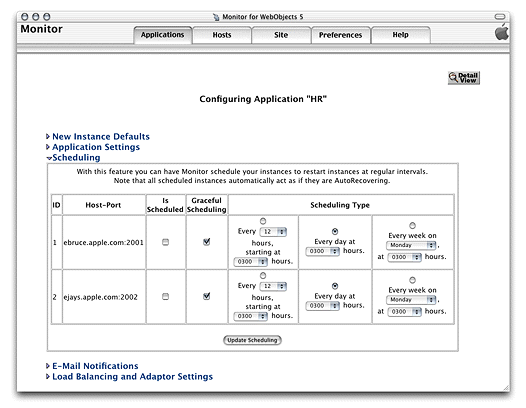 Monitor for WebObjects 5
Monitor
Applications
Hosts
Site
Preferences
Help
Detail
View
Configuring Application "HR"
New Instance Defaults
Application Settings
Scheduling
With this feature you can have Monitor schedule your instances to restart instances at regular intervals.
Note that all scheduled instances automatically act as if they are AutoRecovering.
ID
Host-Port
Is
Scheduled
Graceful
Scheduling
Scheduling Type
1
ebruce.apple.com:2001
Every 12
hours,
starting at
0300 hours.
Every day at
0300 hours.
Every week on
Monday ,
at 0300 hours.
2
ejays.apple.com:2002
Every 12
hours,
starting at
0300 hours.
Every day at
0300 hours.
Every week on
Monday ,
at 0300 hours.
Update Scheduling
E-Mail Notifications
Load Balancing and Adaptor Settings